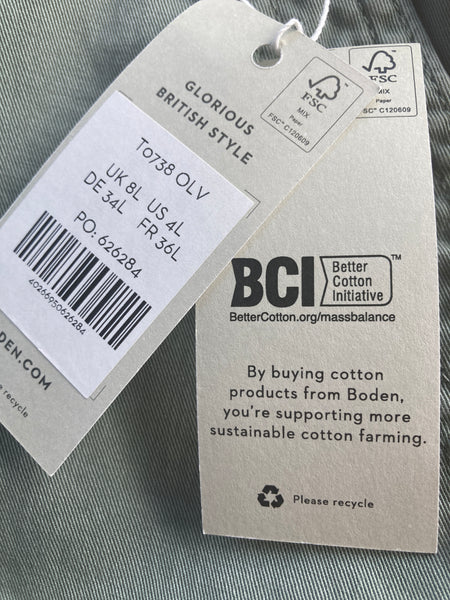 GLORIOUS
BRITISH STYLE
FSC
MIX
Paper
FSC® C120609
T0738 OLV
UK 8L US 4L
DE 34L FR 36L
PO: 626284
40266950626284
DEN.COM
recycle
FSC
MIX
Paper
FSC® C120609
BCI
Better
Cotton
Initiative
™
BetterCotton.org/massbalance
By buying cotton
products from Boden,
you're supporting more
sustainable cotton farming.
Please recycle